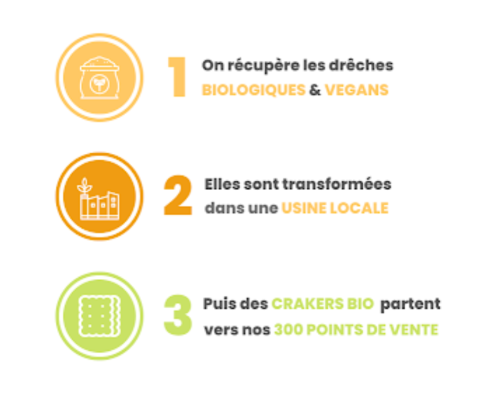 1 On récupère les drêches
BIOLOGIQUES & VEGANS
2 Elles sont transformées
dans une USINE LOCALE
3 Puis des CRAKERS BIO partent
vers nos 300 POINTS DE VENTE